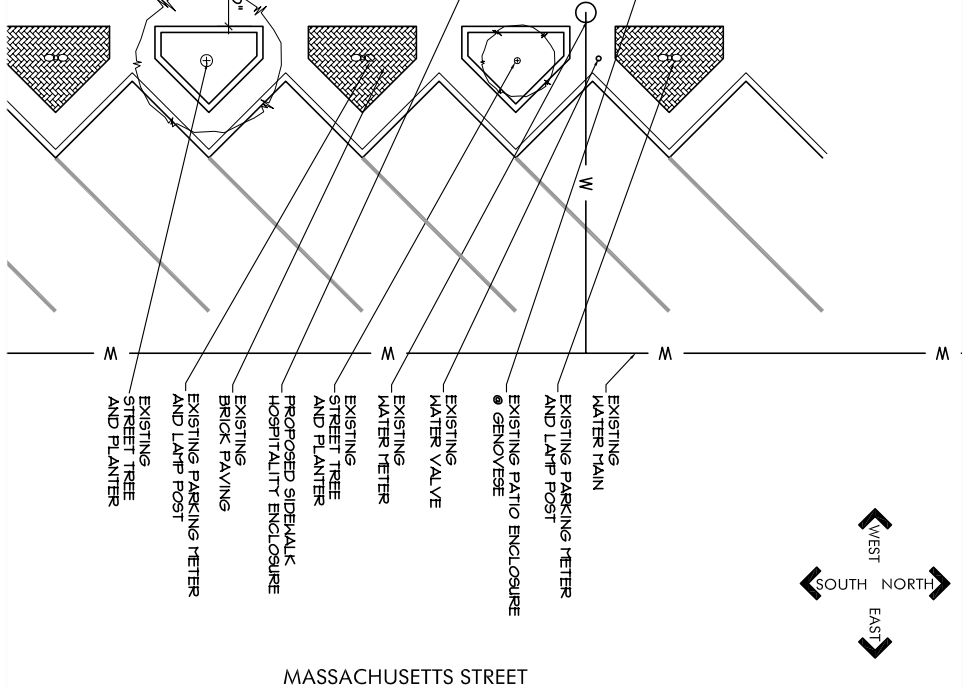 "
W
W
W
W
W
EXISTING
STREET TREE
AND PLANTER
EXISTING PARKING METER
AND LAMP POST
EXISTING
BRICK PAVING
PROPOSED SIDEWALK
HOSPITALITY ENCLOSURE
EXISTING
STREET TREE
AND PLANTER
EXISTING
WATER METER
EXISTING
WATER VALVE
EXISTING PATIO ENCLOSURE
@ GENOVESE
EXISTING PARKING METER
AND LAMP POST
EXISTING
WATER MAIN
WEST
SOUTH NORTH
EAST
MASSACHUSETTS STREET